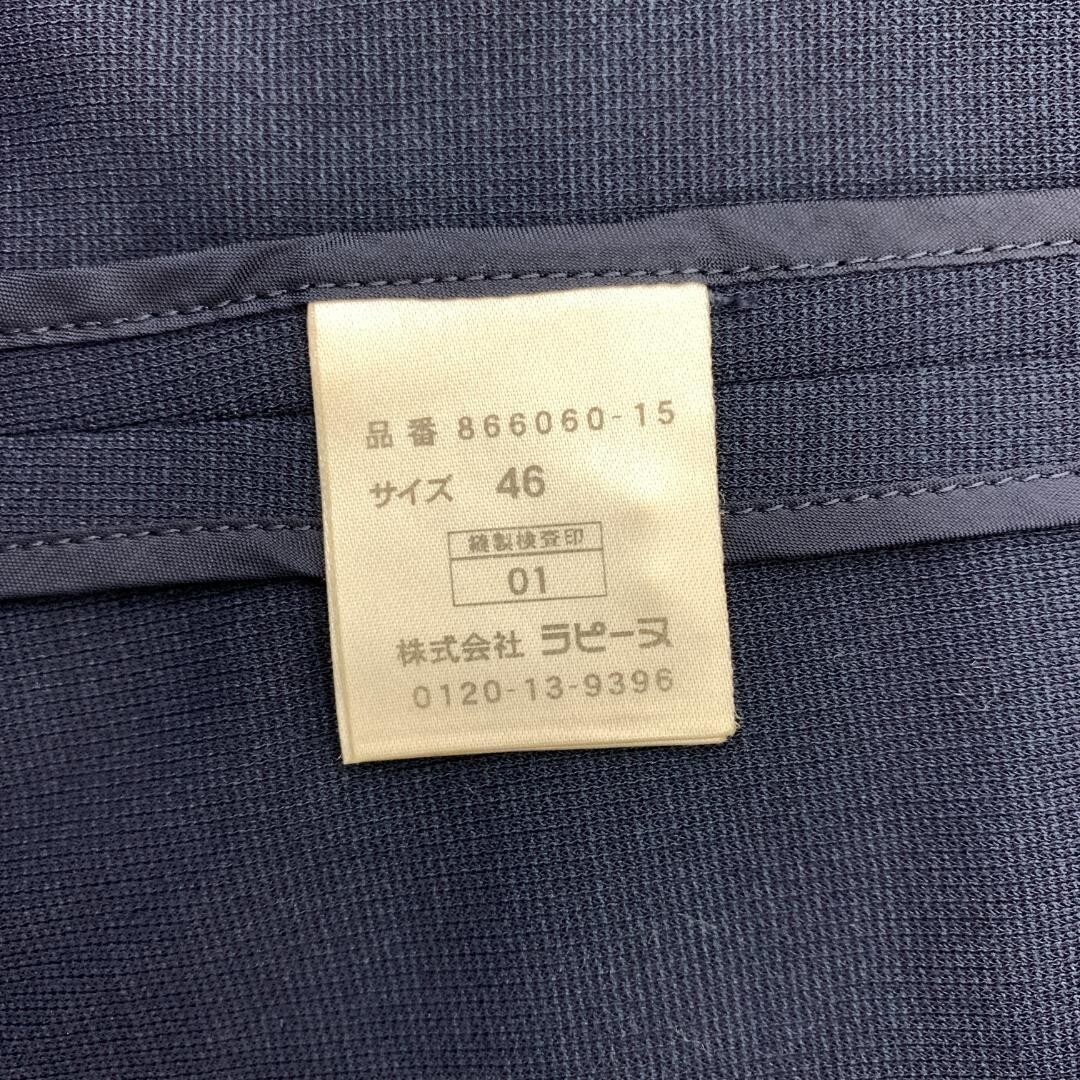 品番 866060-15
サイズ 46
縫製検査印
01
株式会社 ラピーヌ
0120-13-9396